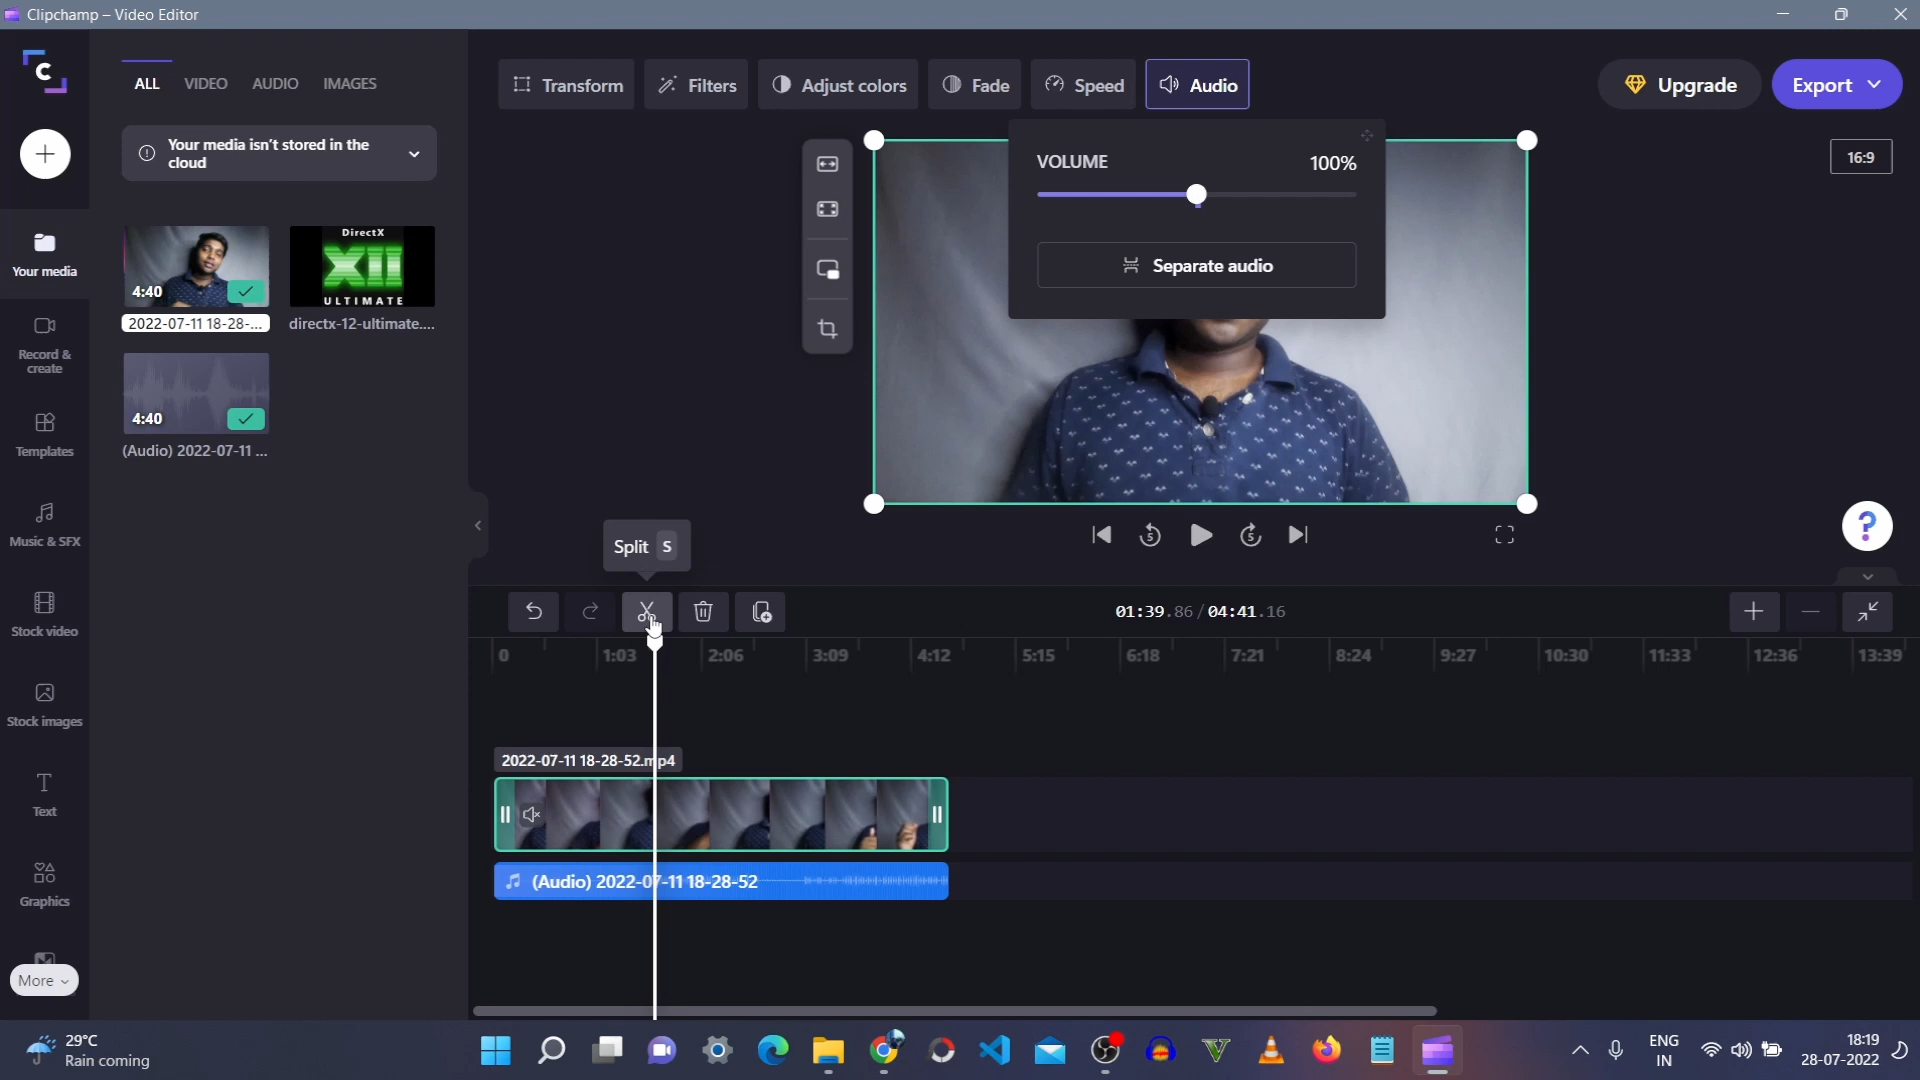 Clipchamp – Video Editor
C
ALL VIDEO AUDIO IMAGES
Transform Filters Adjust colors Fade Speed Audio
Upgrade Export
Your media isn't stored in the
cloud
VOLUME 100%
16:9
Separate audio
Your media
4:40
2022-07-11 18-28-...
DirectX
XII
ULTIMATE
directx-12-ultimate....
Record &
create
4:40
(Audio) 2022-07-11 ...
Templates
Music & SFX
5
5
?
Split S
01:39.86 / 04:41.16
Stock video
0 1:03 2:06 3:09 4:12 5:15 6:18 7:21 8:24 9:27 10:30 11:33 12:36 13:39
Stock images
2022-07-11 18-28-52.mp4
Text
(Audio) 2022-07-11 18-28-52
Graphics
More
29°C
Rain coming
ENG
IN
18:19
28-07-2022